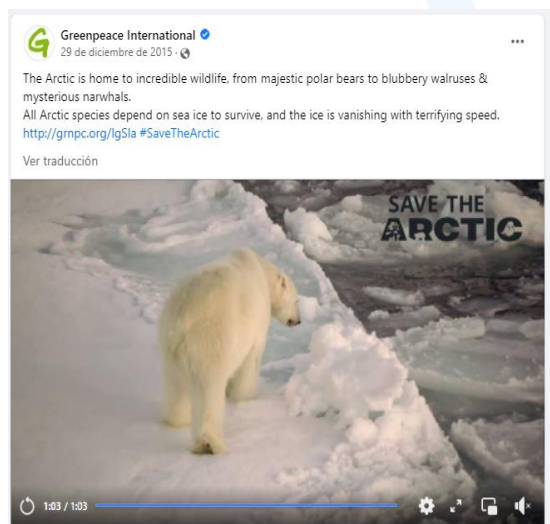 Greenpeace International
29 de diciembre de 2015 ·
The Arctic is home to incredible wildlife, from majestic polar bears to blubbery walruses &
mysterious narwhals.
All Arctic species depend on sea ice to survive, and the ice is vanishing with terrifying speed.
http://grnpc.org/IgSla #SaveTheArctic
Ver traducción
SAVE THE
ARCTIC
1:03 / 1:03